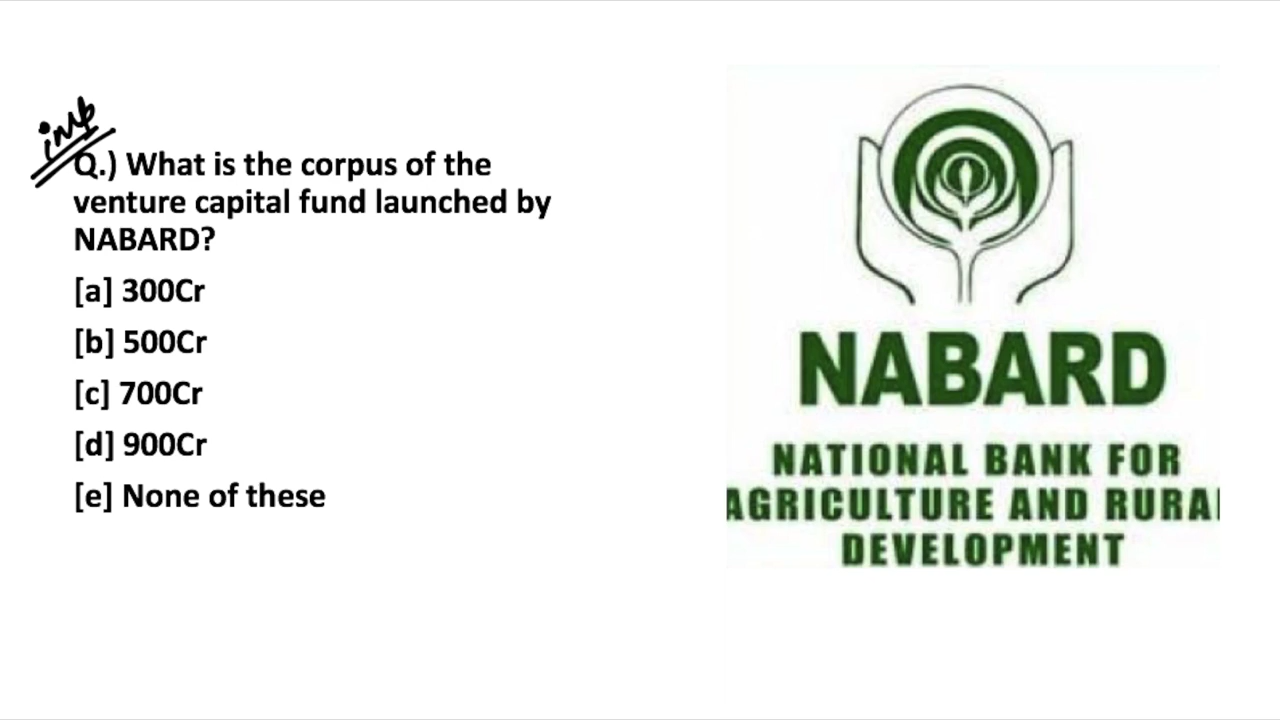 imp
Q.) What is the corpus of the
venture capital fund launched by
NABARD?
[a] 300Cr
[b] 500Cr
[c] 700Cr
[d] 900Cr
[e] None of these
NABARD
NATIONAL BANK FOR
AGRICULTURE AND RURAL
DEVELOPMENT